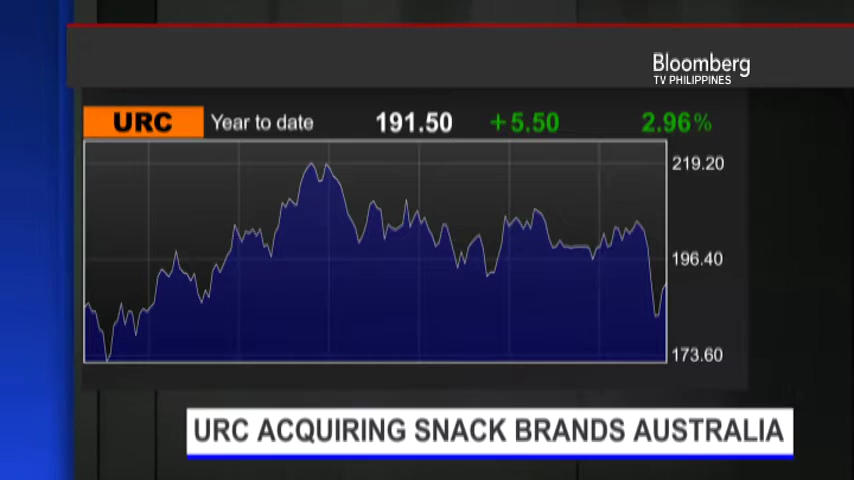 Bloomberg
TV PHILIPPINES
URC Year to date 191.50 +5.50 2.96%
219.20
196.40
173.60
URC ACQUIRING SNACK BRANDS AUSTRALIA